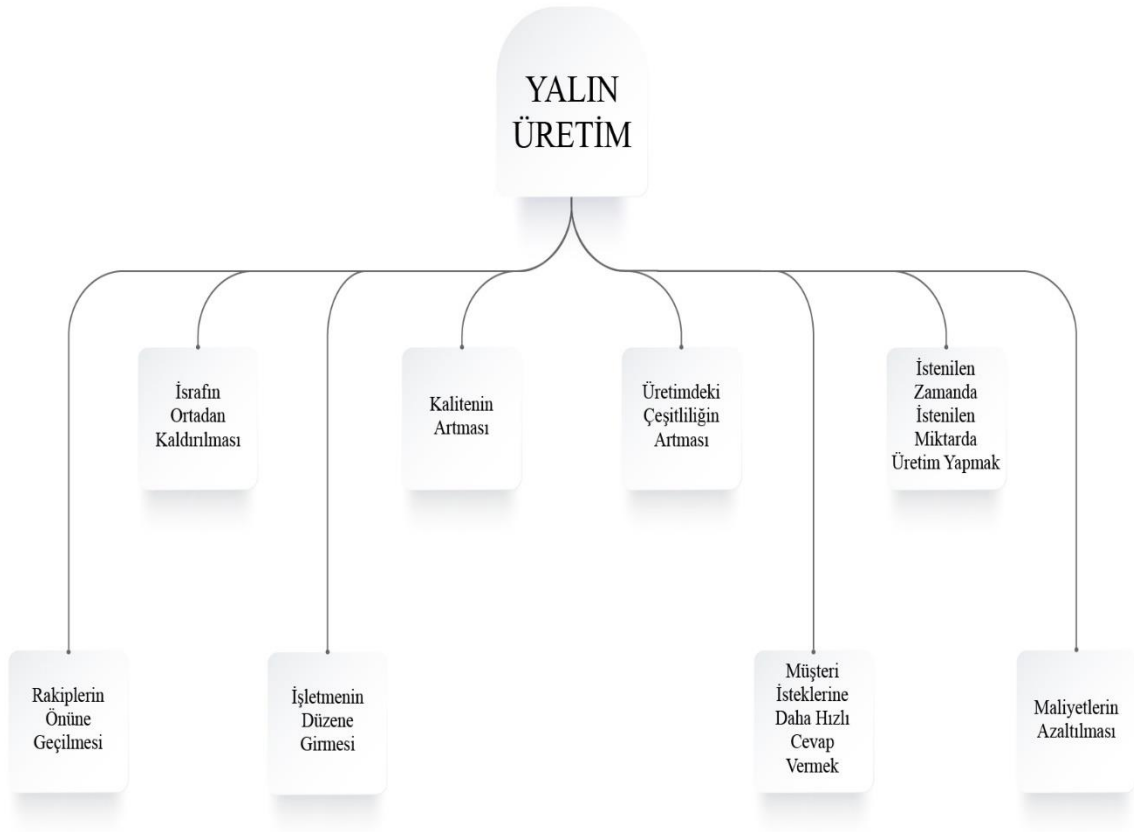 YALIN
ÜRETİM
İsrafın
Ortadan
Kaldırılması
Kalitenin
Artması
Üretimdeki
Çeşitliliğin
Artması
İstenilen
Zamanda
İstenilen
Miktarda
Üretim Yapmak
Rakiplerin
Önüne
Geçilmesi
İşletmenin
Düzene
Girmesi
Müşteri
İsteklerine
Daha Hızlı
Cevap
Vermek
Maliyetlerin
Azaltılması